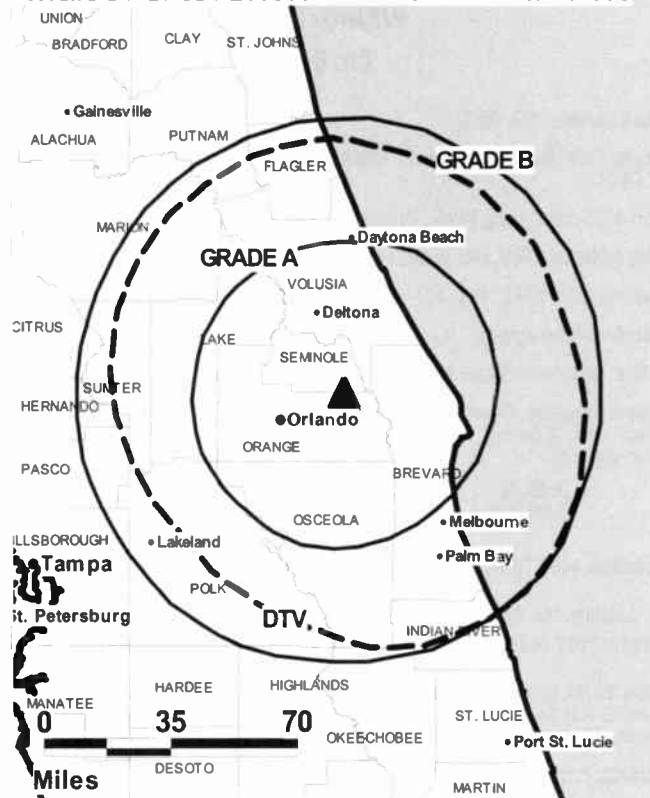 UNION
CLAY
BRADFORD
ST. JOHNS
Gainesville
ALACHUA
PUTNAM
GRADE B
FLAGLER
MARION
Daytona Beach
GRADE A
VOLUSIA
Deltona
CITRUS
LAKE
SEMINOLE
SUMTER
HERNANDO
Orlando
ORANGE
PASCO
BREVARD
OSCEOLA
Melbourne
ILLSBOROUGH
Lakeland
Palm Bay
Tampa
POLK
St. Petersburg
DTV
INDIAN RIVER
HARDEE
HIGHLANDS
MANATEE
ST. LUCIE
0 35 70
OKEECHOBEE
Port St. Lucie
DESOTO
Miles
MARTIN